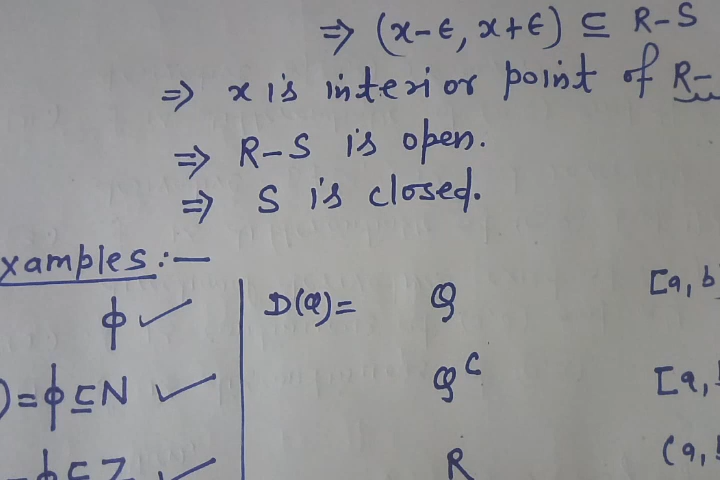 ⇒ (x-ϵ, x+ϵ) ⊆ R-S
⇒ x is interior point of R-
⇒ R-S is open.
⇒ S is closed.
xamples :-
ϕ ✓
)=ϕ⊆N ✓
-ϕ⊆Z ✓
D(Q)= Q [a, b]
Q^C [a,
R (a,